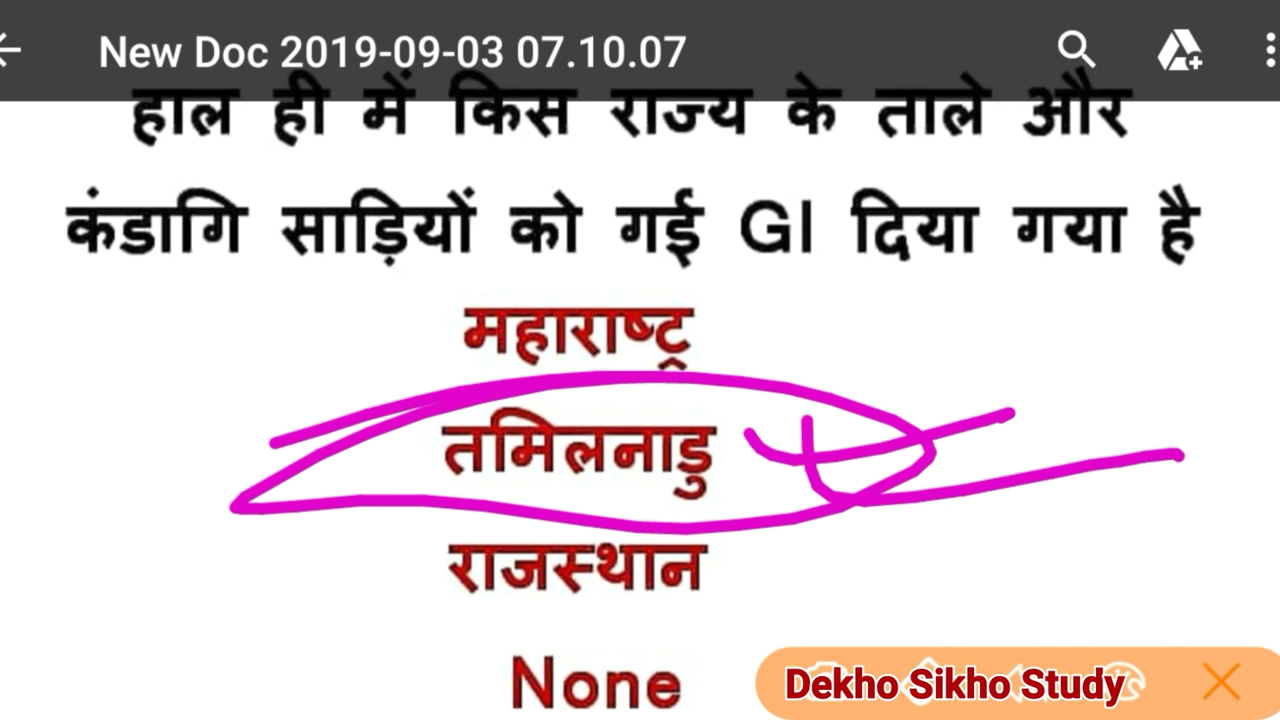 New Doc 2019-09-03 07.10.07
हाल ही में किस राज्य के ताले और
कंडागि साड़ियों को गई GI दिया गया है
महाराष्ट्र
तमिलनाडु
राजस्थान
None
Dekho Sikho Study